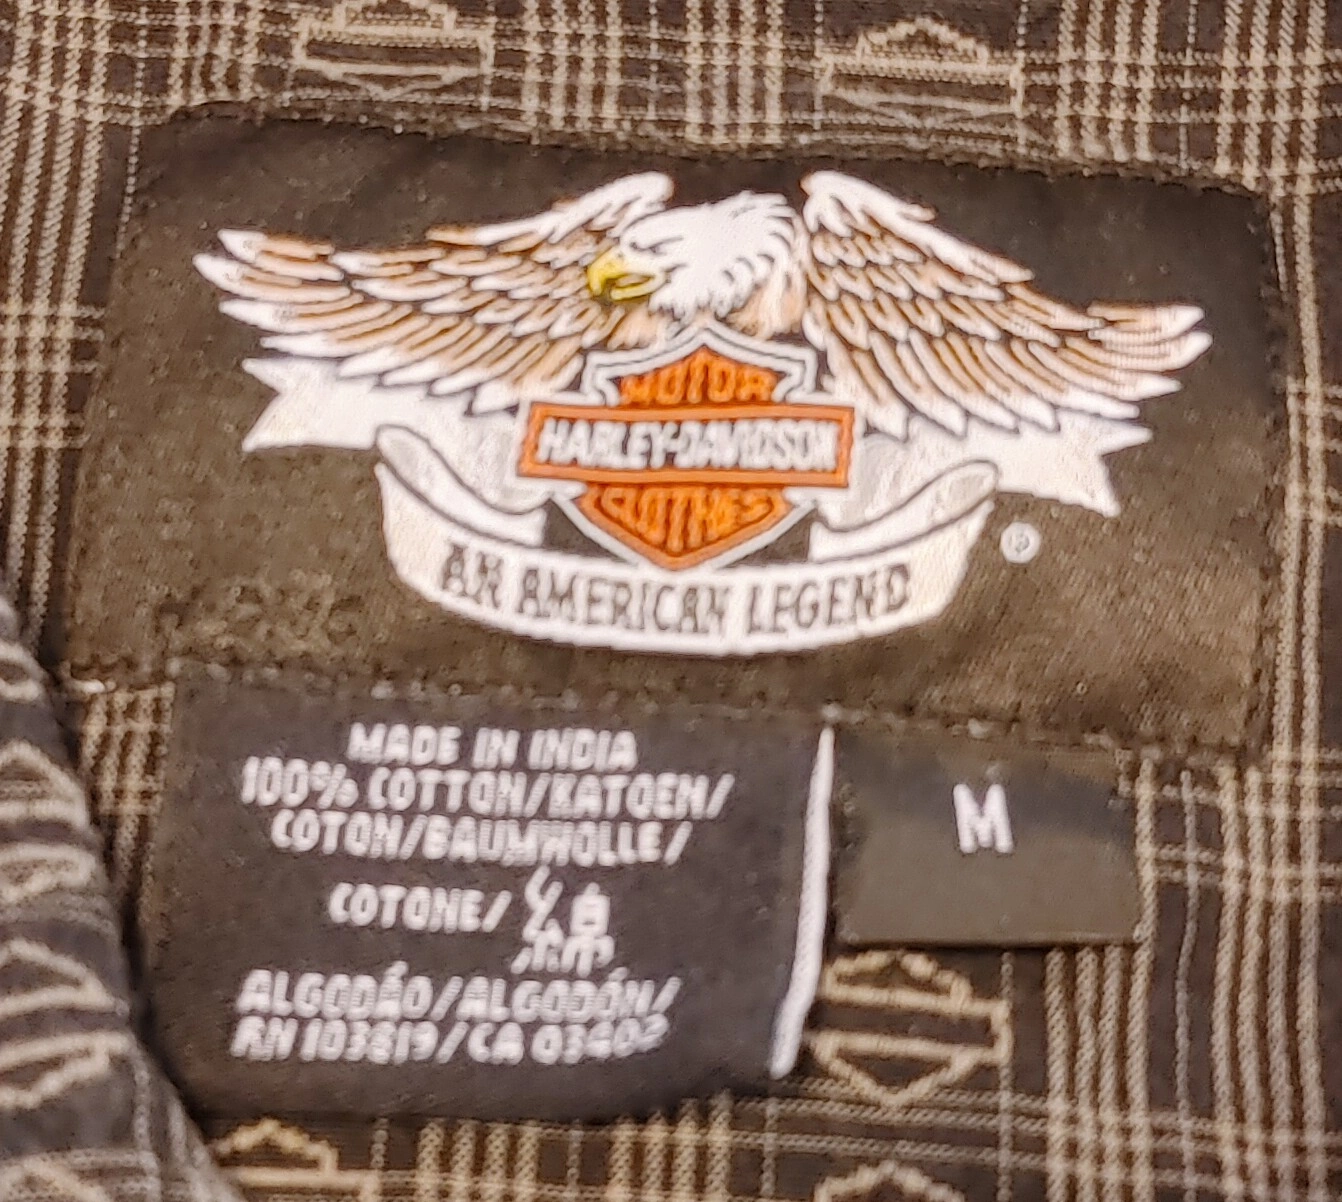 MOTOR
HARLEY-DAVIDSON
CLOTHES
AN AMERICAN LEGEND
®
MADE IN INDIA
100% COTTON/KATOEN/
COTON/BAUMWOLLE/
COTONE/
ALGODÃO/ALGODÓN/
RN 103819/CA 03402
M